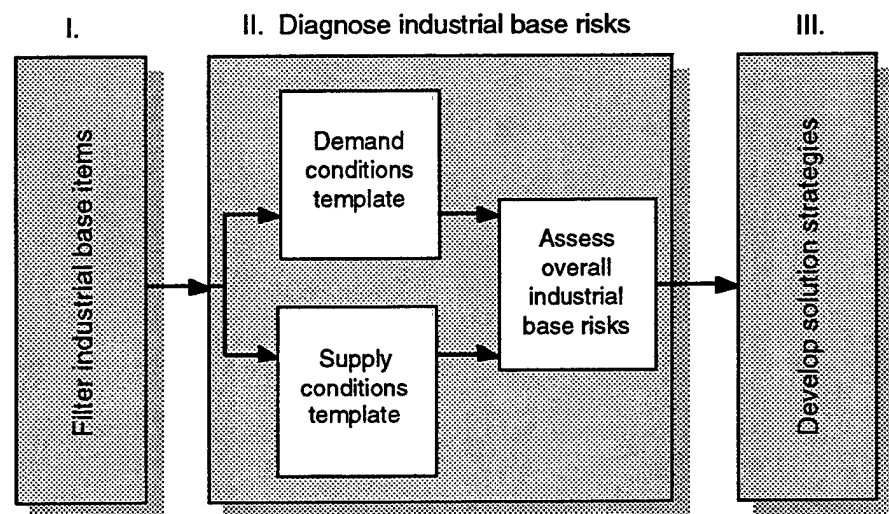 I.
II. Diagnose industrial base risks
III.
Filter industrial base items
Demand
conditions
template
Supply
conditions
template
Assess
overall
industrial
base risks
Develop solution strategies